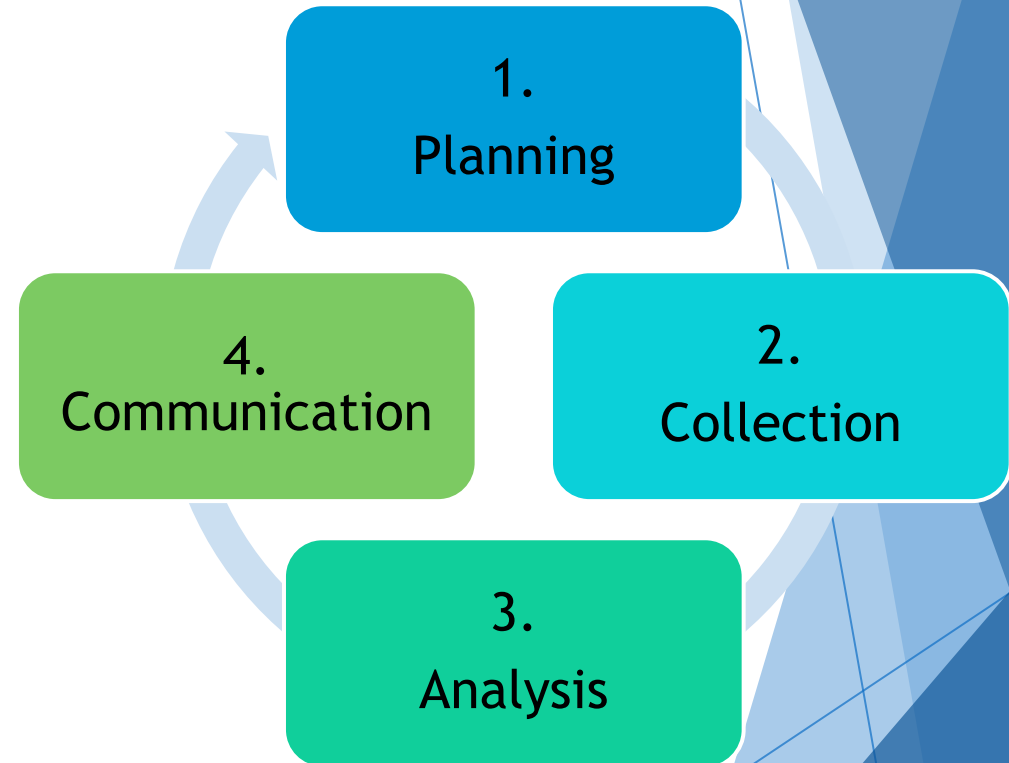 1.
Planning
2.
Collection
3.
Analysis
4.
Communication